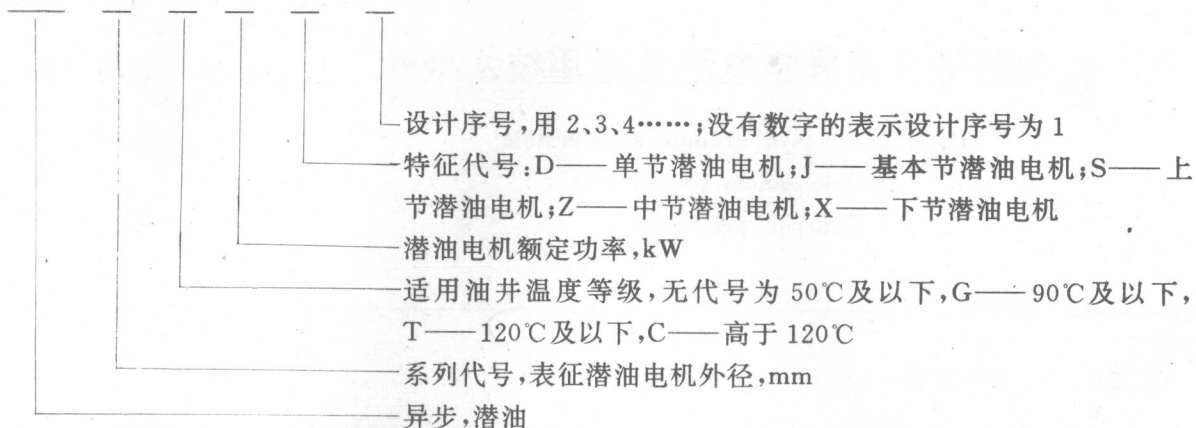 设计序号,用 2、3、4……;没有数字的表示设计序号为 1
特征代号:D——单节潜油电机;J——基本节潜油电机;S——上
节潜油电机;Z——中节潜油电机;X——下节潜油电机
潜油电机额定功率,kW
适用油井温度等级,无代号为 50℃及以下,G——90℃及以下,
T——120℃及以下,C——高于 120℃
系列代号,表征潜油电机外径,mm
异步,潜油